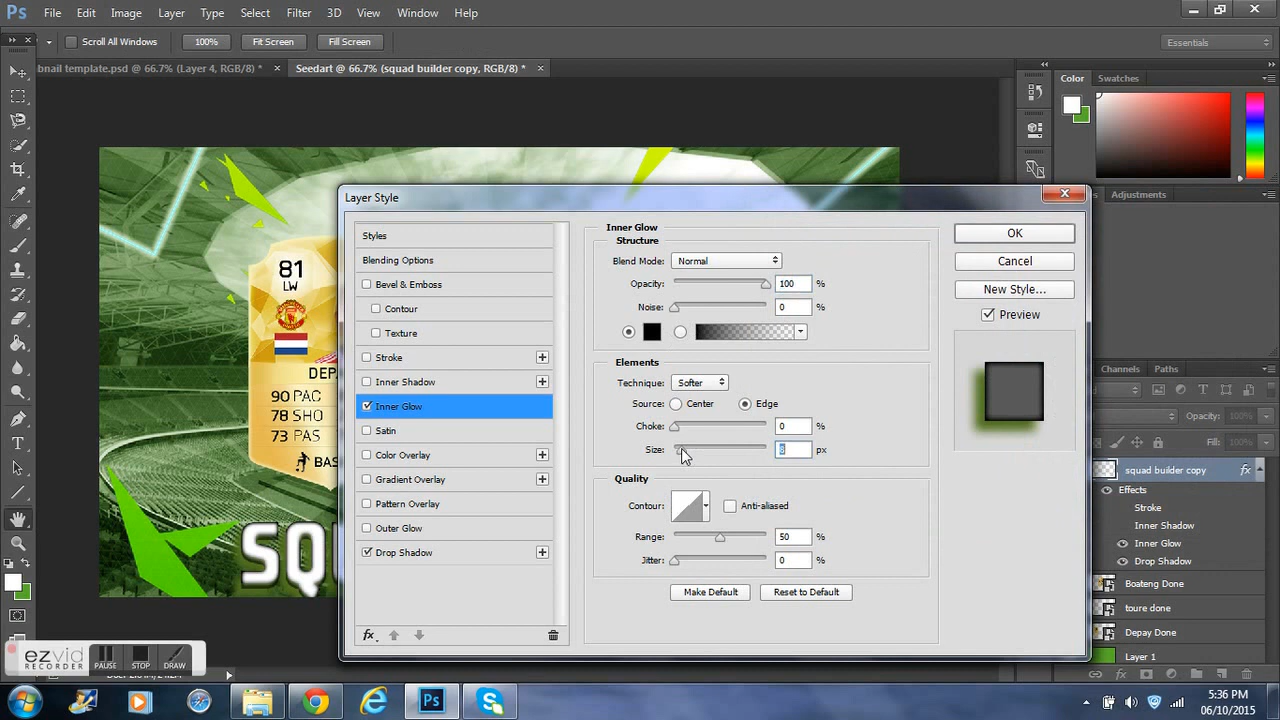 Ps File Edit Image Layer Type Select Filter 3D View Window Help
Scroll All Windows 100% Fit Screen Fill Screen Essentials
bnail template.psd @ 66.7% (Layer 4, RGB/8) * × Seedart @ 66.7% (squad builder copy, RGB/8) * ×
Color Swatches
Adjustments
81
LW
DEP
90 PAC
78 SHO
73 PAS
BAS
SQU
Layer Style
Styles
Blending Options
Bevel & Emboss
Contour
Texture
Stroke
Inner Shadow
Inner Glow
Satin
Color Overlay
Gradient Overlay
Pattern Overlay
Outer Glow
Drop Shadow
fx
Inner Glow
Structure
Blend Mode: Normal
Opacity: 100 %
Noise: 0 %
Elements
Technique: Softer
Source: Center Edge
Choke: 0 %
Size: 8 px
Quality
Contour: Anti-aliased
Range: 50 %
Jitter: 0 %
Make Default Reset to Default
OK
Cancel
New Style...
Preview
Channels Paths
Opacity:
Fill:
squad builder copy fx
Effects
Stroke
Inner Shadow
Inner Glow
Drop Shadow
Boateng Done
toure done
Depay Done
Layer 1
ezvid
RECORDER
PAUSE STOP DRAW
Ps
5:36 PM
06/10/2015